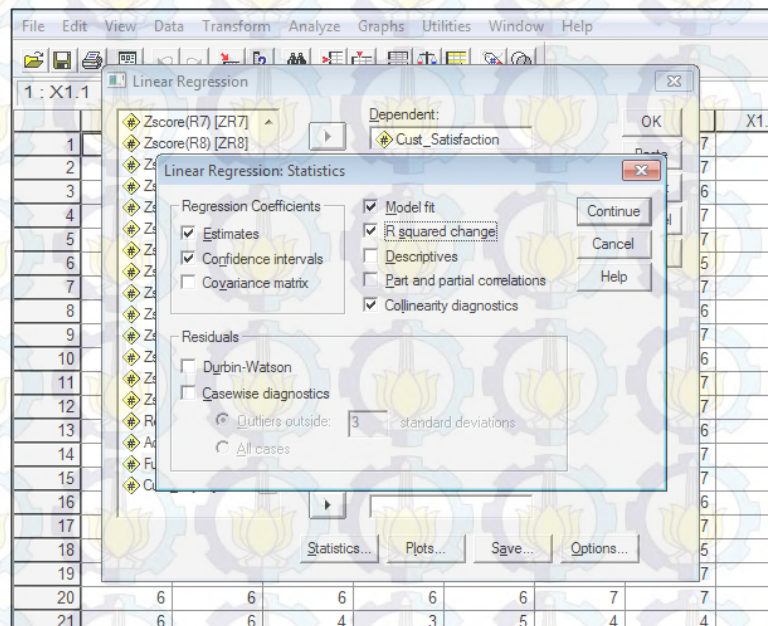 File Edit View Data Transform Analyze Graphs Utilities Window Help
1 : X1.1
Linear Regression
Zscore(R7) [ZR7]
Zscore(R8) [ZR8]
Dependent:
Cust_Satisfaction
OK
X1.
Linear Regression: Statistics
Regression Coefficients
Estimates
Confidence intervals
Covariance matrix
Model fit
R squared change
Descriptives
Part and partial correlations
Collinearity diagnostics
Continue
Cancel
Help
Residuals
Durbin-Watson
Casewise diagnostics
Outliers outside: 3 standard deviations
All cases
Statistics... Plots... Save... Options...
1 7
2 7
3 6
4 7
5 7
6 5
7 7
8 6
9 7
10 6
11 7
12 7
13 6
14 7
15 7
16 6
17 7
18 5
19 7
20 6 6 6 6 6 7 7
21 6 6 4 3 5 4 4